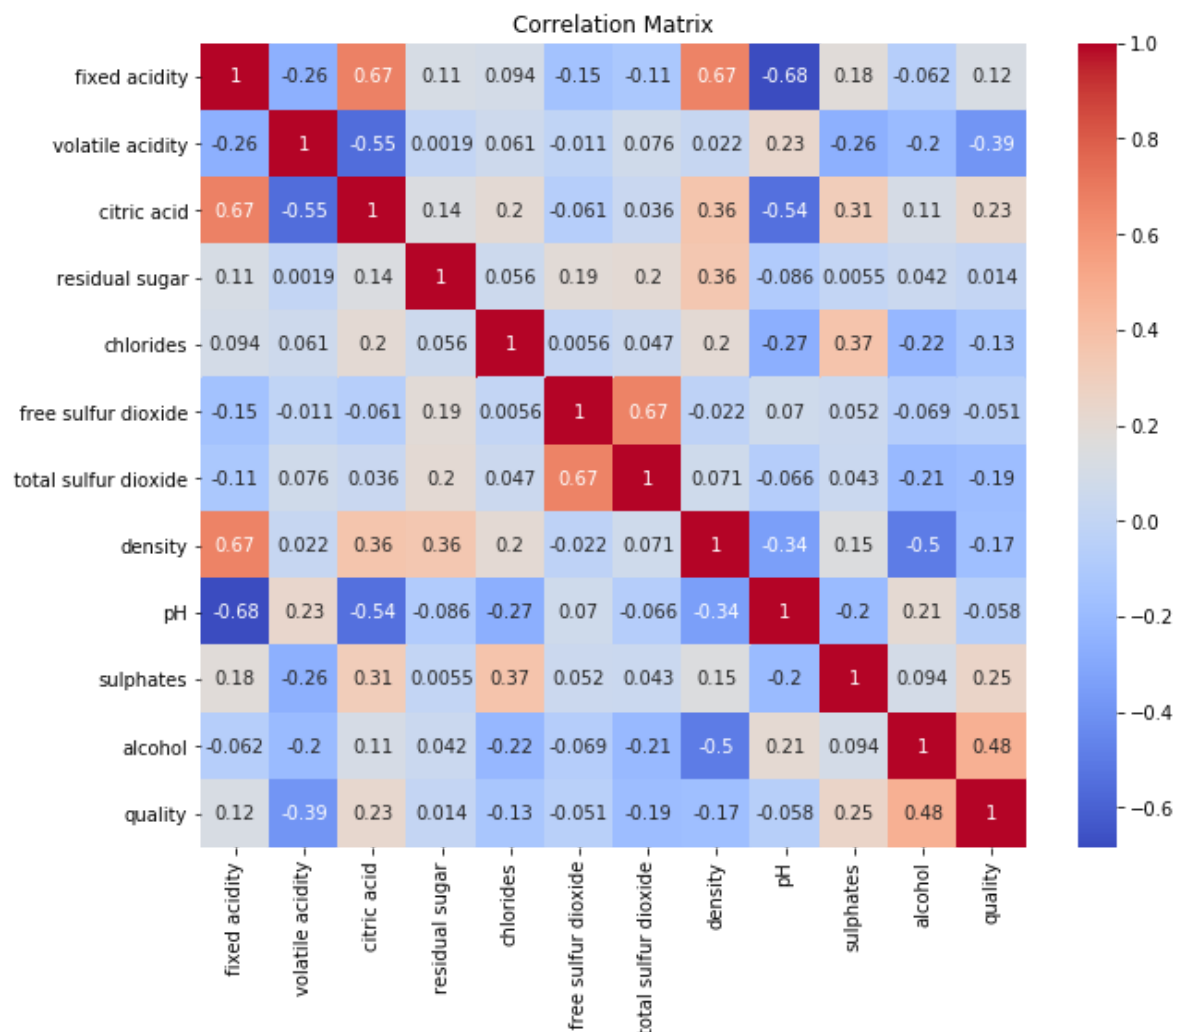 Correlation Matrix
fixed acidity 1 -0.26 0.67 0.11 0.094 -0.15 -0.11 0.67 -0.68 0.18 -0.062 0.12
volatile acidity -0.26 1 -0.55 0.0019 0.061 -0.011 0.076 0.022 0.23 -0.26 -0.2 -0.39
citric acid 0.67 -0.55 1 0.14 0.2 -0.061 0.036 0.36 -0.54 0.31 0.11 0.23
residual sugar 0.11 0.0019 0.14 1 0.056 0.19 0.2 0.36 -0.086 0.0055 0.042 0.014
chlorides 0.094 0.061 0.2 0.056 1 0.0056 0.047 0.2 -0.27 0.37 -0.22 -0.13
free sulfur dioxide -0.15 -0.011 -0.061 0.19 0.0056 1 0.67 -0.022 0.07 0.052 -0.069 -0.051
total sulfur dioxide -0.11 0.076 0.036 0.2 0.047 0.67 1 0.071 -0.066 0.043 -0.21 -0.19
density 0.67 0.022 0.36 0.36 0.2 -0.022 0.071 1 -0.34 0.15 -0.5 -0.17
pH -0.68 0.23 -0.54 -0.086 -0.27 0.07 -0.066 -0.34 1 -0.2 0.21 -0.058
sulphates 0.18 -0.26 0.31 0.0055 0.37 0.052 0.043 0.15 -0.2 1 0.094 0.25
alcohol -0.062 -0.2 0.11 0.042 -0.22 -0.069 -0.21 -0.5 0.21 0.094 1 0.48
quality 0.12 -0.39 0.23 0.014 -0.13 -0.051 -0.19 -0.17 -0.058 0.25 0.48 1
fixed acidity
volatile acidity
citric acid
residual sugar
chlorides
free sulfur dioxide
total sulfur dioxide
density
pH
sulphates
alcohol
quality
1.0
0.8
0.6
0.4
0.2
0.0
−0.2
−0.4
−0.6